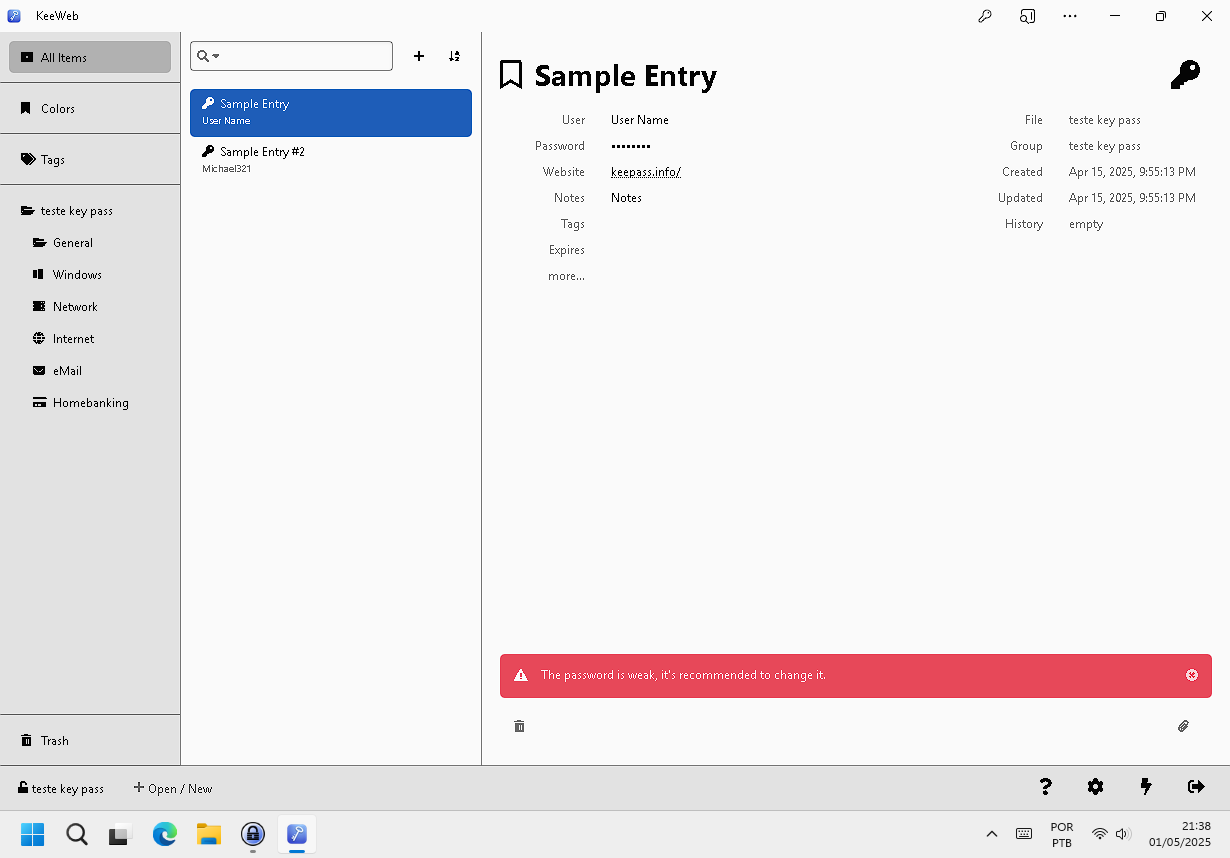 KeeWeb
All Items
Colors
Tags
teste key pass
General
Windows
Network
Internet
eMail
Homebanking
Trash
Sample Entry
User Name
Sample Entry #2
Michael321
Sample Entry
User User Name
Password ••••••••
Website keepass.info/
Notes Notes
Tags
Expires
more...
File teste key pass
Group teste key pass
Created Apr 15, 2025, 9:55:13 PM
Updated Apr 15, 2025, 9:55:13 PM
History empty
The password is weak, it's recommended to change it.
teste key pass
Open / New
POR
PTB
21:38
01/05/2025